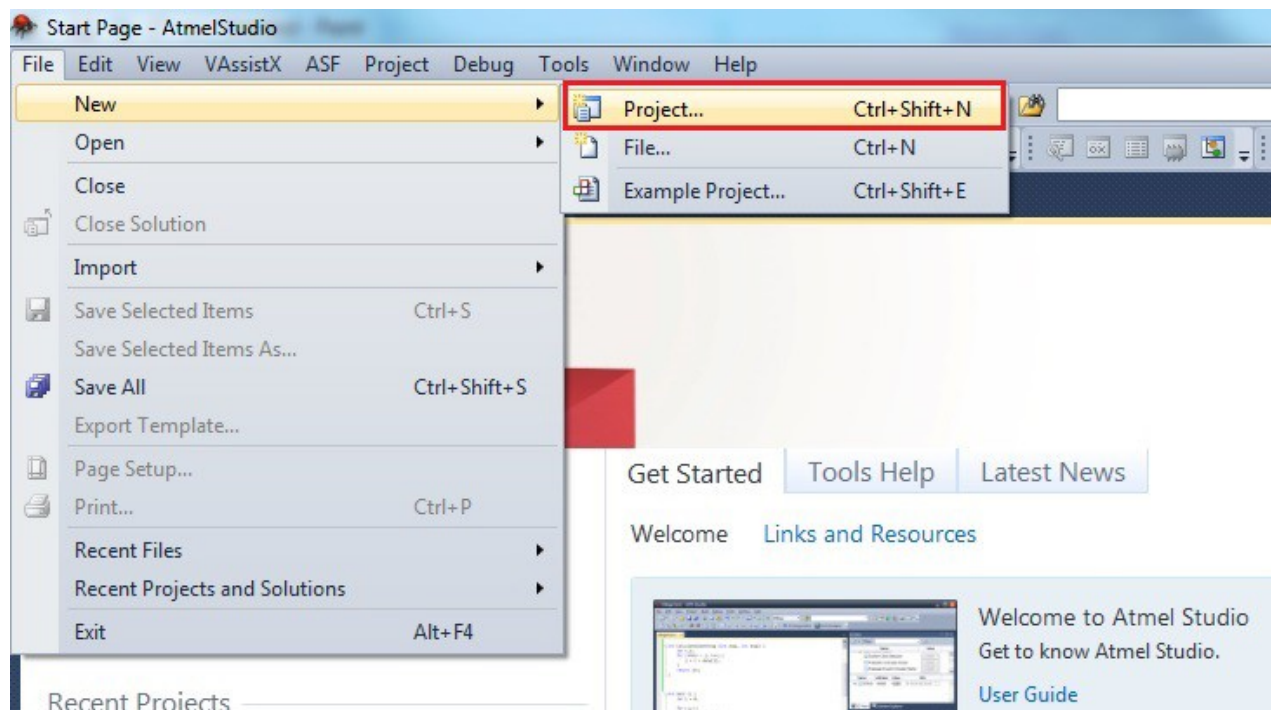 Start Page - AtmelStudio
File Edit View VAssistX ASF Project Debug Tools Window Help
New
Project... Ctrl+Shift+N
Open
File... Ctrl+N
Close
Example Project... Ctrl+Shift+E
Close Solution
Import
Save Selected Items Ctrl+S
Save Selected Items As...
Save All Ctrl+Shift+S
Export Template...
Page Setup...
Print... Ctrl+P
Recent Files
Recent Projects and Solutions
Exit Alt+F4
Recent Projects
Get Started Tools Help Latest News
Welcome Links and Resources
Welcome to Atmel Studio
Get to know Atmel Studio.
User Guide